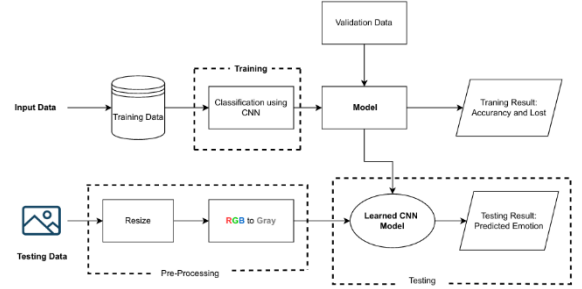 Validation Data
Training
Input Data
Training Data
Classification using
CNN
Model
Traning Result:
Accurancy and Lost
Testing Data
Resize
RGB to Gray
Pre-Processing
Learned CNN
Model
Testing Result:
Predicted Emotion
Testing